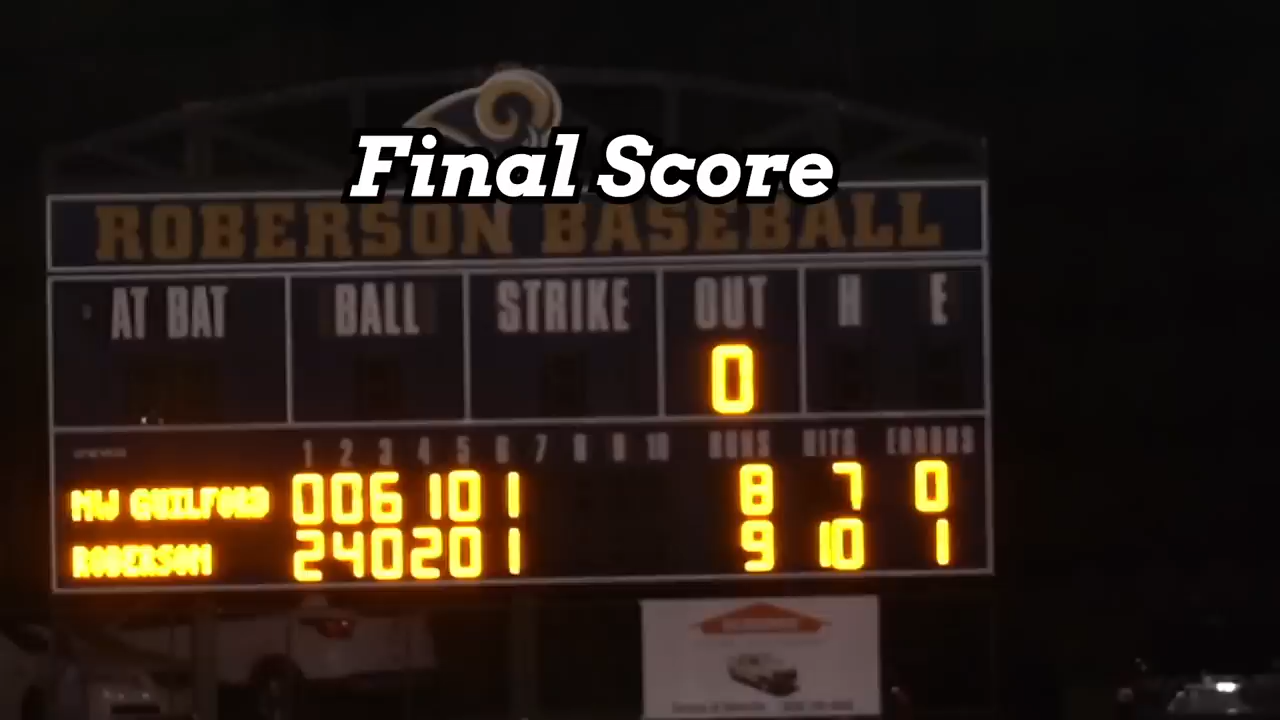 Final Score
ROBERSON BASEBALL
AT BAT BALL STRIKE OUT H E
0
1 2 3 4 5 6 7 8 9 10 RUNS HITS ERRORS
NW GUILFORD 0 0 6 1 0 1 8 7 0
ROBERSON 2 4 0 2 0 1 9 10 1